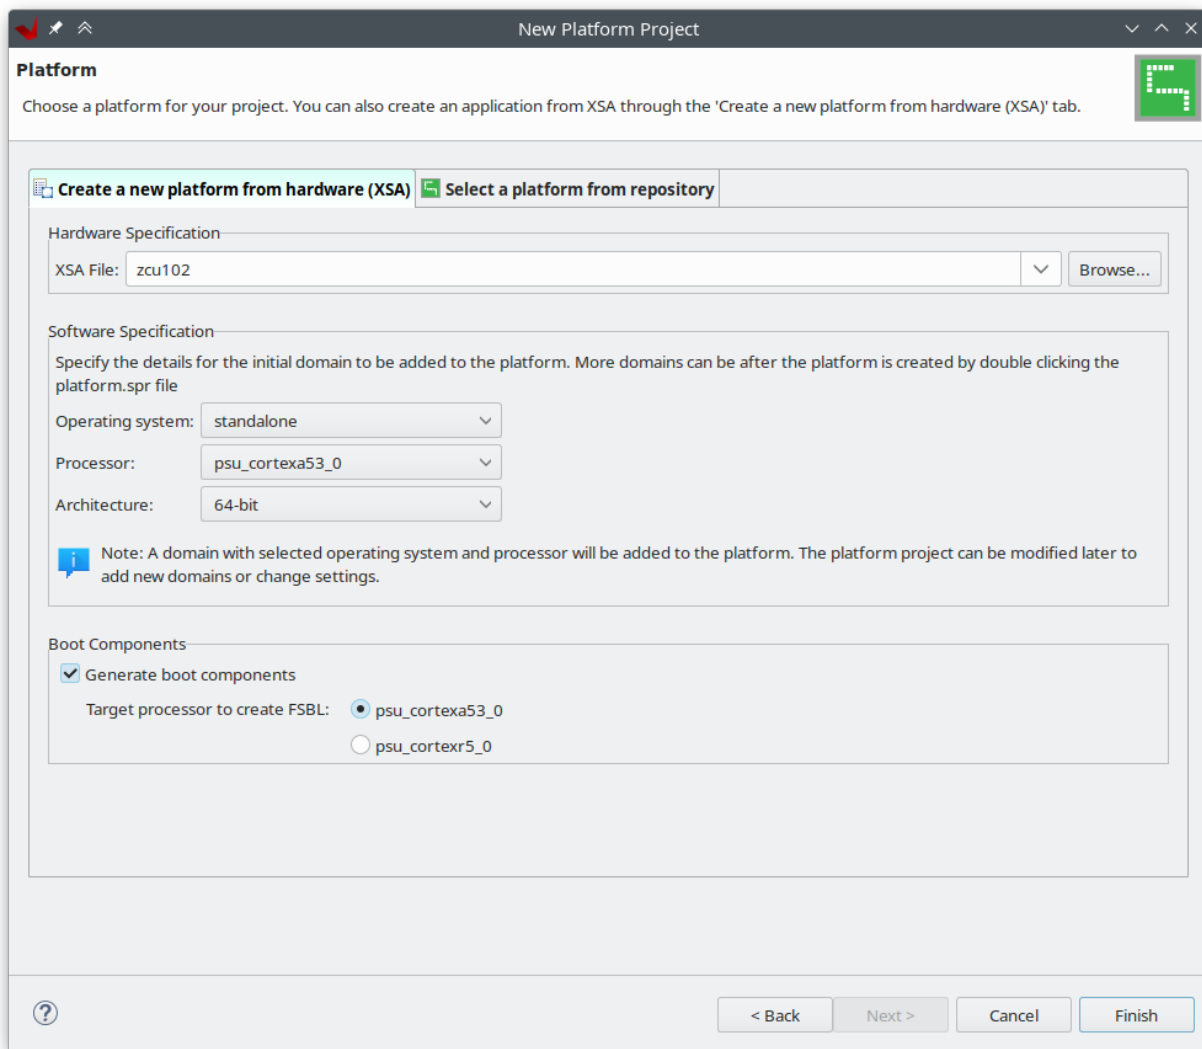 New Platform Project
Platform
Choose a platform for your project. You can also create an application from XSA through the 'Create a new platform from hardware (XSA)' tab.
Create a new platform from hardware (XSA)
Select a platform from repository
Hardware Specification
XSA File: zcu102 Browse...
Software Specification
Specify the details for the initial domain to be added to the platform. More domains can be after the platform is created by double clicking the
platform.spr file
Operating system: standalone
Processor: psu_cortexa53_0
Architecture: 64-bit
Note: A domain with selected operating system and processor will be added to the platform. The platform project can be modified later to
add new domains or change settings.
Boot Components
Generate boot components
Target processor to create FSBL: psu_cortexa53_0
psu_cortexr5_0
< Back Next > Cancel Finish